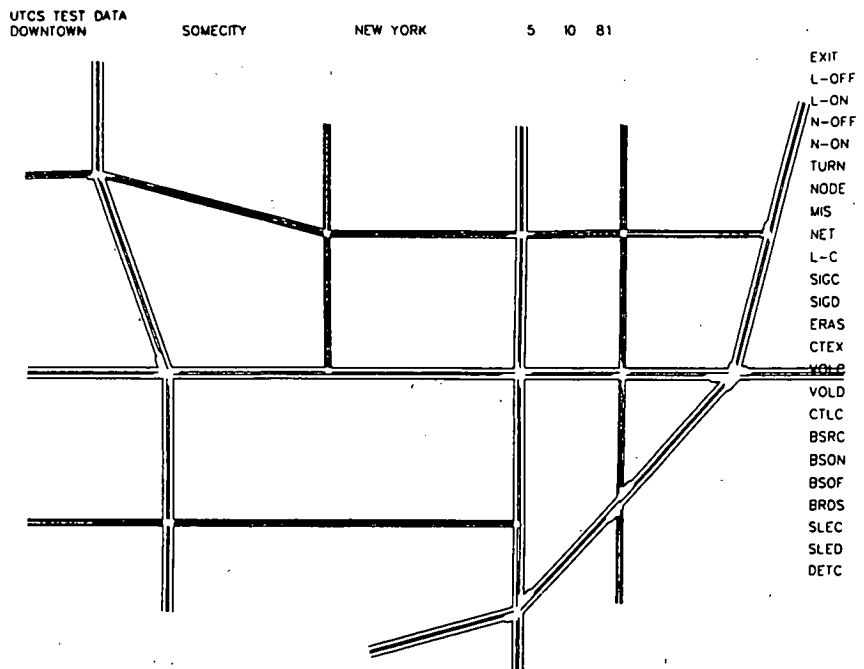 UTCS TEST DATA
DOWNTOWN SOMECITY NEW YORK 5 10 81
EXIT
L-OFF
L-ON
N-OFF
N-ON
TURN
NODE
MIS
NET
L-C
SIGC
SIGD
ERAS
CTEX
VOLC
VOLD
CTLC
BSRC
BSON
BSOF
BRDS
SLEC
SLED
DETC